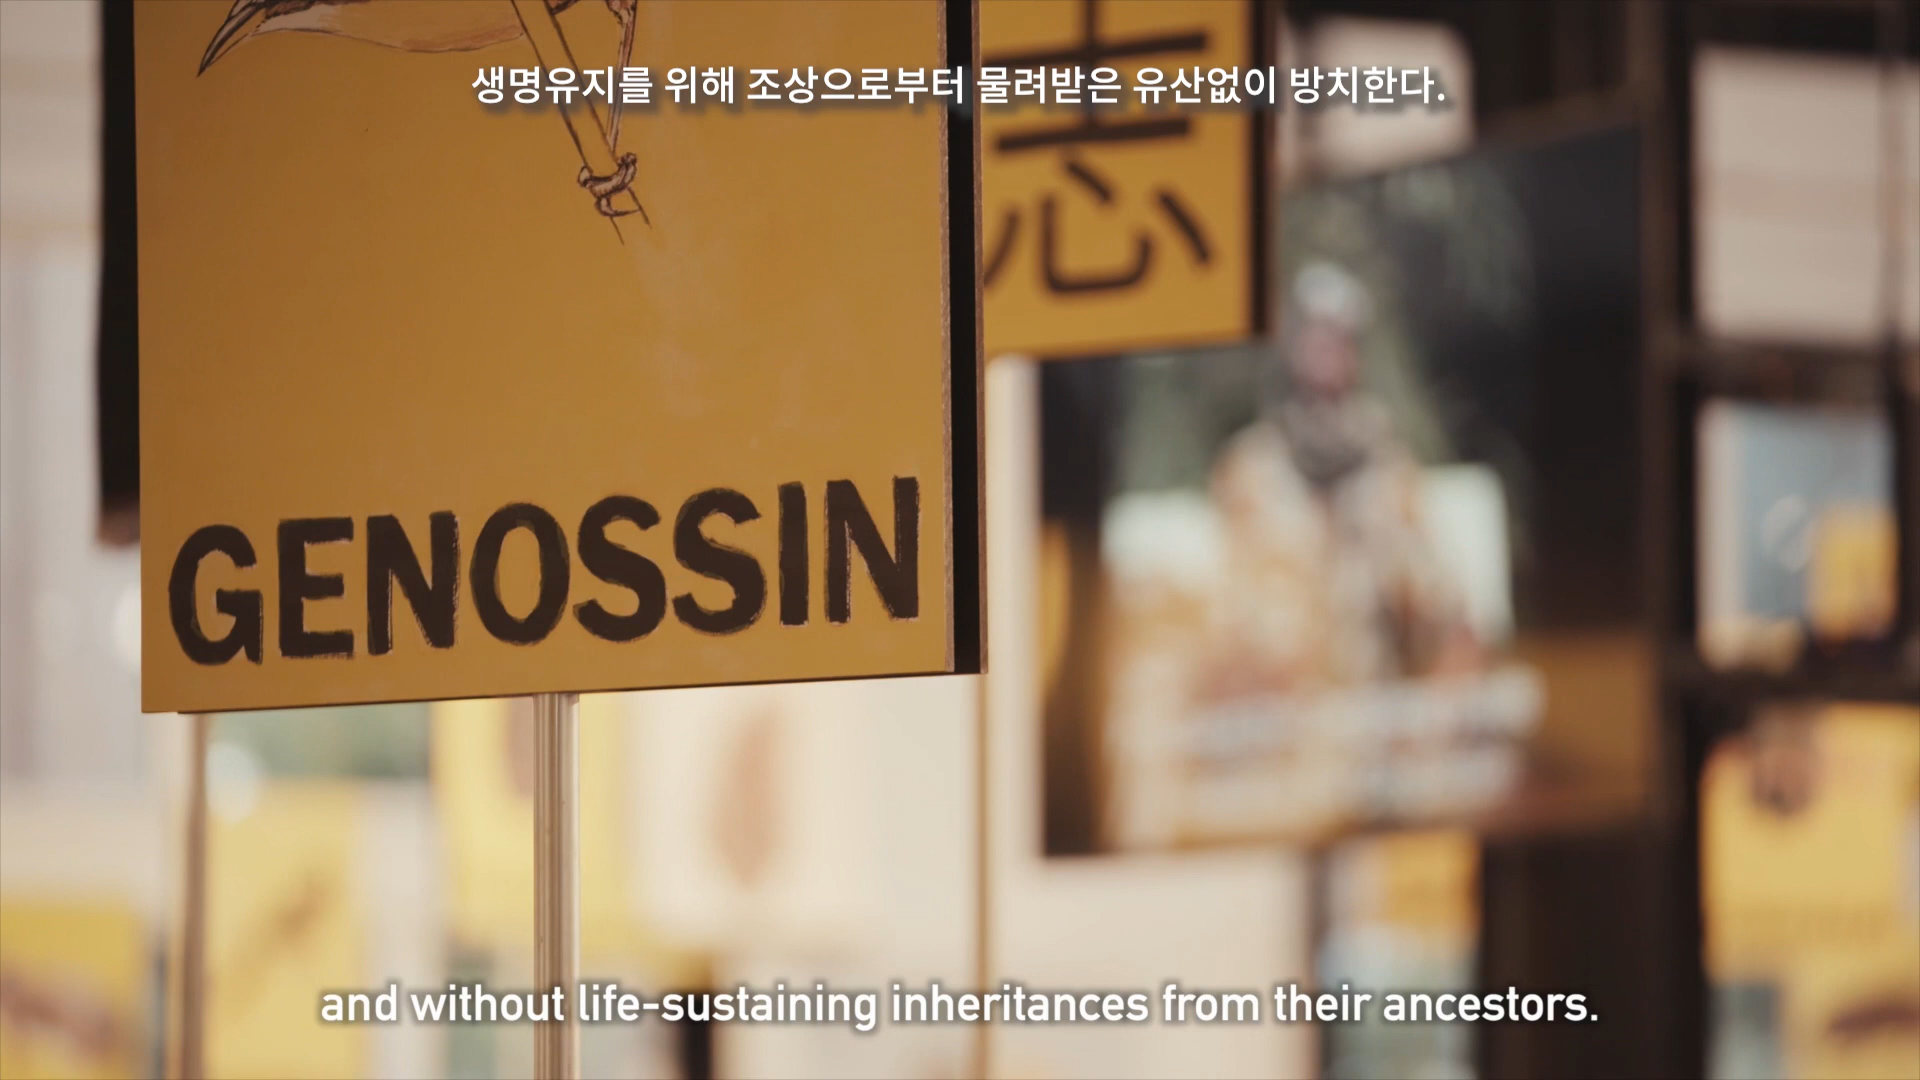 생명유지를 위해 조상으로부터 물려받은 유산없이 방치한다.
志
GENOSSIN
and without life-sustaining inheritances from their ancestors.